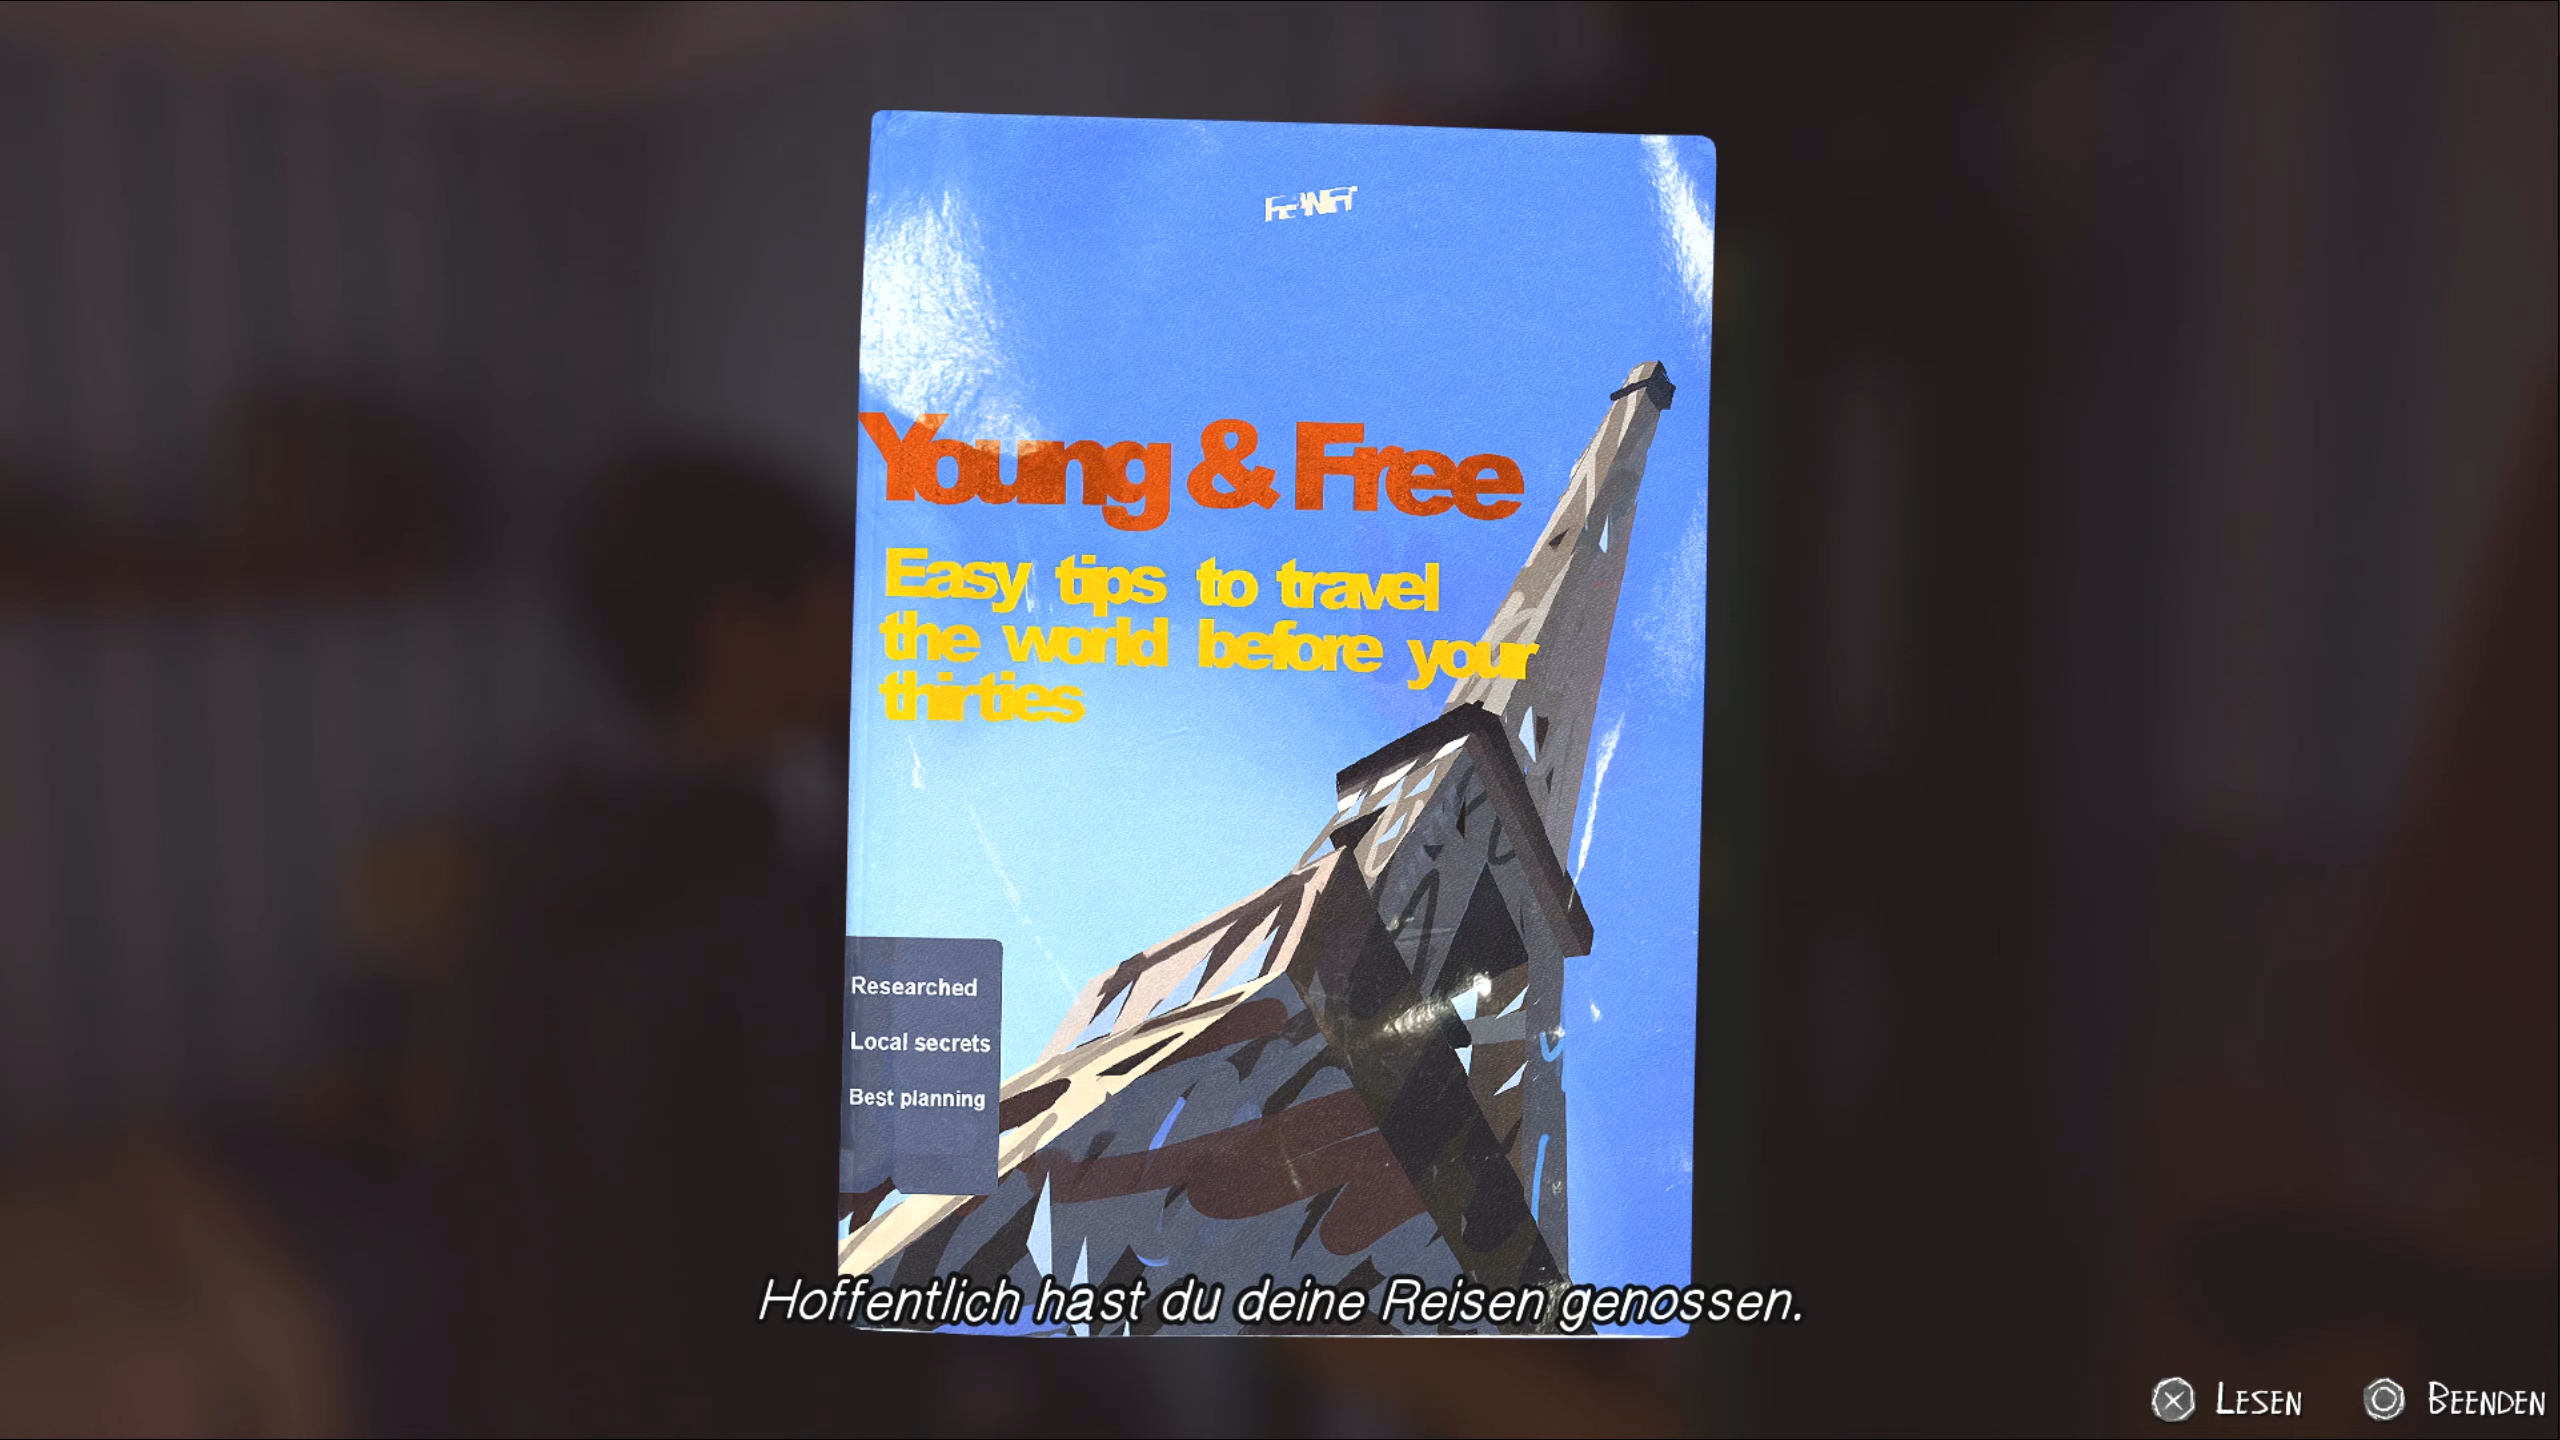 Young & Free
Easy tips to travel
the world before your
thirties
Researched
Local secrets
Best planning
Hoffentlich hast du deine Reisen genossen.
LESEN
BEENDEN